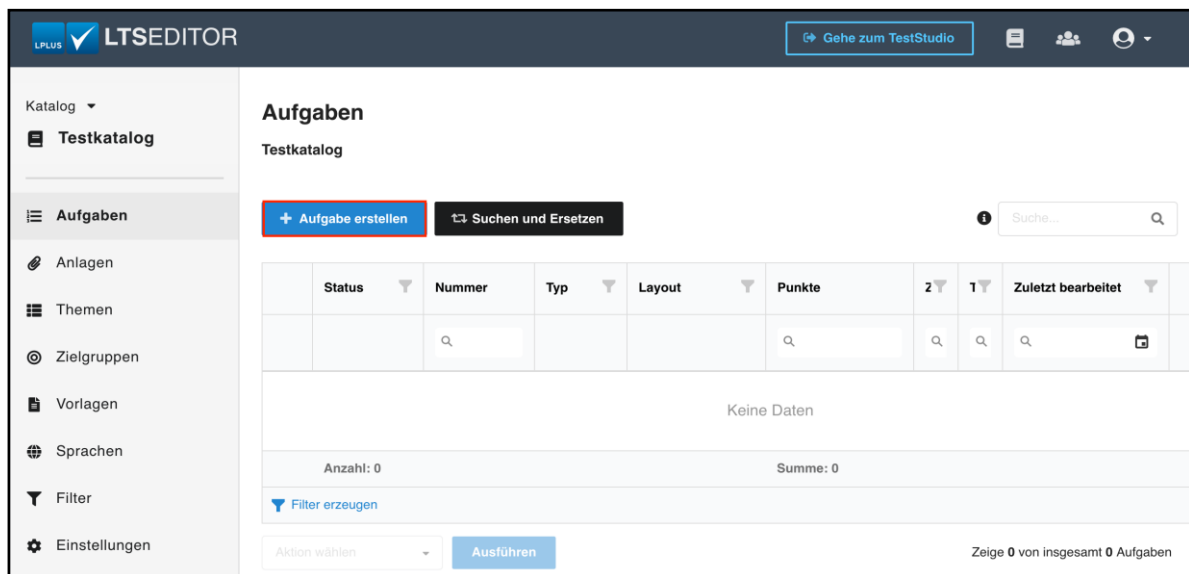 LPLUS LTSEDITOR
Gehe zum TestStudio
Katalog
Testkatalog
Aufgaben
Anlagen
Themen
Zielgruppen
Vorlagen
Sprachen
Filter
Einstellungen
Aufgaben
Testkatalog
+ Aufgabe erstellen
Suchen und Ersetzen
Suche...
Status Nummer Typ Layout Punkte Z T Zuletzt bearbeitet
Keine Daten
Anzahl: 0 Summe: 0
Filter erzeugen
Aktion wählen Ausführen Zeige 0 von insgesamt 0 Aufgaben